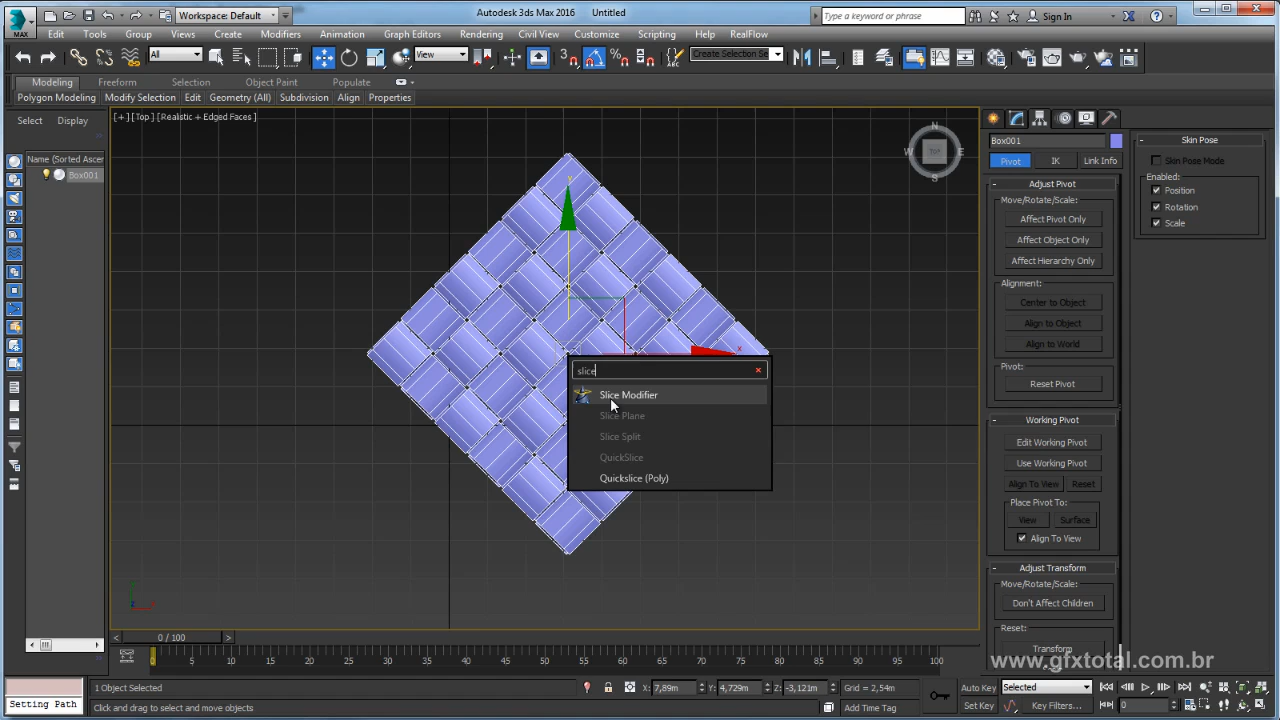 MAX
Workspace: Default
Autodesk 3ds Max 2016
Untitled
Type a keyword or phrase
Sign In
Edit Tools Group Views Create Modifiers Animation Graph Editors Rendering Civil View Customize Scripting Help RealFlow
All
View
Create Selection Se
Modeling Freeform Selection Object Paint Populate
Polygon Modeling Modify Selection Edit Geometry (All) Subdivision Align Properties
Select Display
Name (Sorted Ascen
Box001
[+] [Top] [Realistic + Edged Faces]
N
W TOP E
S
y
x
slice
Slice Modifier
Slice Plane
Slice Split
QuickSlice
Quickslice (Poly)
Box001
Pivot IK Link Info
- Adjust Pivot
Move/Rotate/Scale:
Affect Pivot Only
Affect Object Only
Affect Hierarchy Only
Alignment:
Center to Object
Align to Object
Align to World
Pivot:
Reset Pivot
- Working Pivot
Edit Working Pivot
Use Working Pivot
Align To View Reset
Place Pivot To:
View Surface
Align To View
- Adjust Transform
Move/Rotate/Scale:
Don't Affect Children
Reset:
Transform
- Skin Pose
Skin Pose Mode
Enabled:
Position
Rotation
Scale
www.gfxtotal.com.br
< 0 / 100 >
0 5 10 15 20 25 30 35 40 45 50 55 60 65 70 75 80 85 90 95 100
1 Object Selected
X: 7,89m Y: 4,729m Z: -3,121m Grid = 2,54m
Auto Key Selected
Setting Path
Click and drag to select and move objects
Add Time Tag
Set Key Key Filters... 0